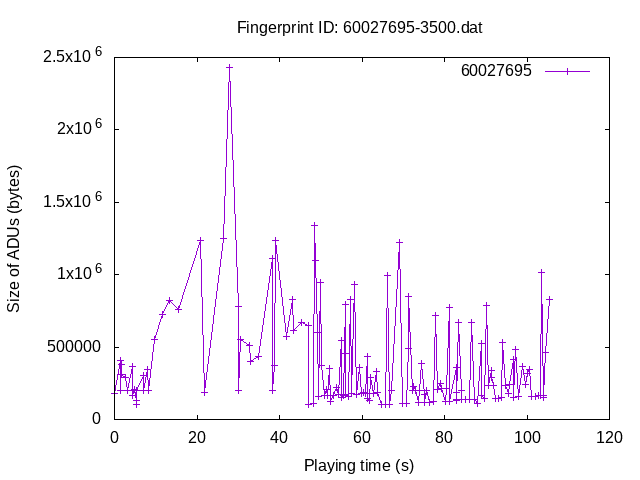 Fingerprint ID: 60027695-3500.dat
60027695
2.5x10^6
2x10^6
1.5x10^6
1x10^6
500000
0
Size of ADUs (bytes)
0 20 40 60 80 100 120
Playing time (s)